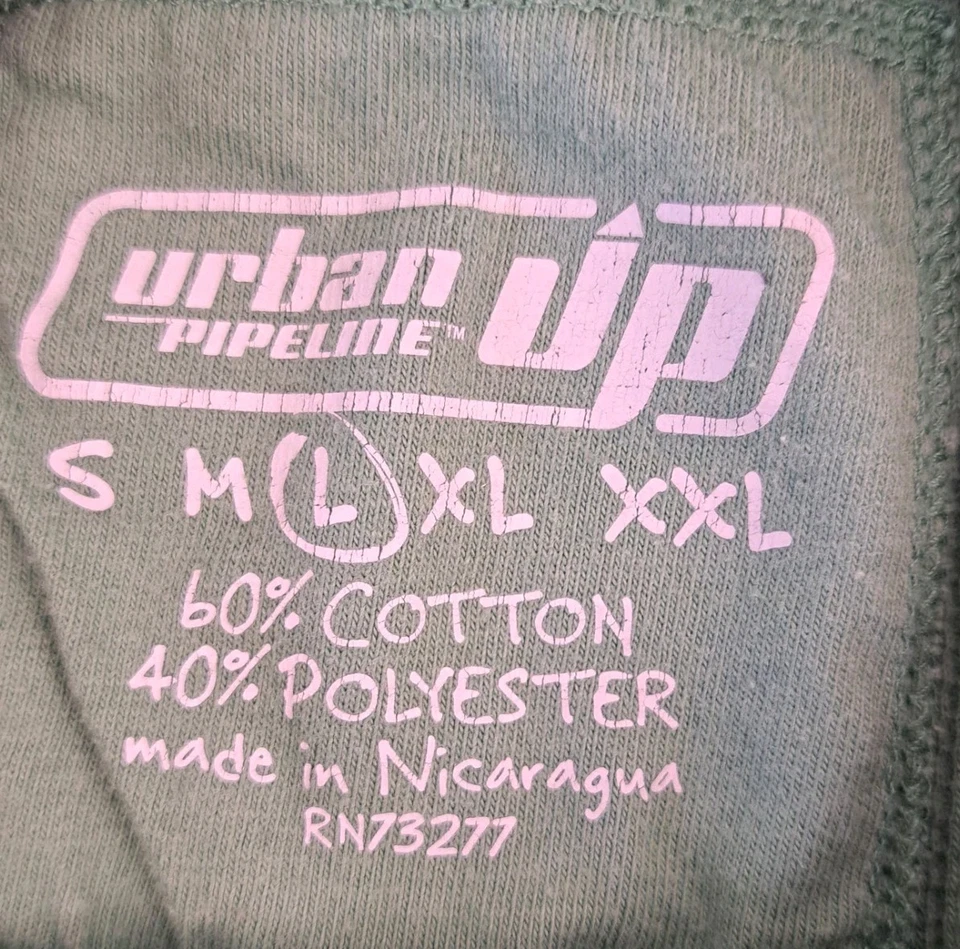 urban UP
PIPELINE™
S M L XL XXL
60% COTTON
40% POLYESTER
made in Nicaragua
RN73277